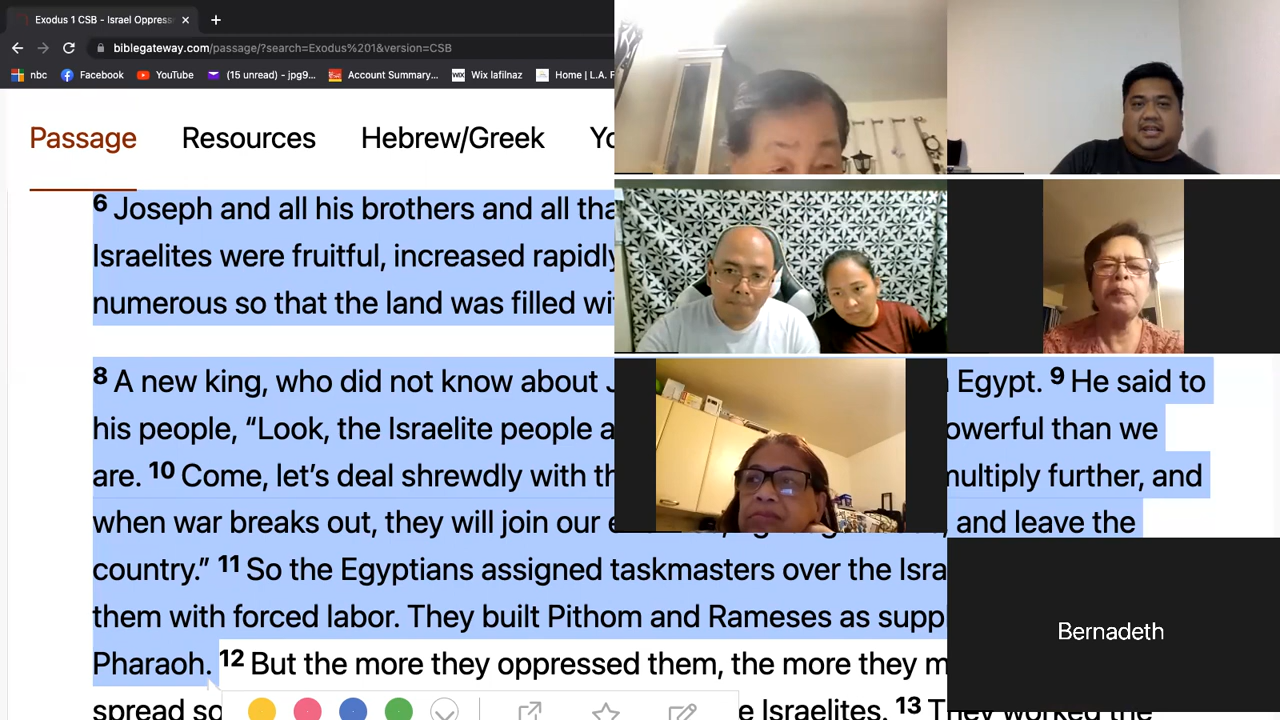 Exodus 1 CSB - Israel Oppress
biblegateway.com/passage/?search=Exodus%201&version=CSB
nbc Facebook YouTube (15 unread) - jpg9... Account Summary... Wix lafilnaz Home | L.A. F
Passage Resources Hebrew/Greek Yo
6 Joseph and all his brothers and all tha
Israelites were fruitful, increased rapidly
numerous so that the land was filled wi
8 A new king, who did not know about J Egypt. 9 He said to
his people, “Look, the Israelite people a owerful than we
are. 10 Come, let’s deal shrewdly with th multiply further, and
when war breaks out, they will join our e and leave the
country.” 11 So the Egyptians assigned taskmasters over the Isra
them with forced labor. They built Pithom and Rameses as supp
Pharaoh. 12 But the more they oppressed them, the more they m
spread so e Israelites. 13 They worked the
Bernadeth